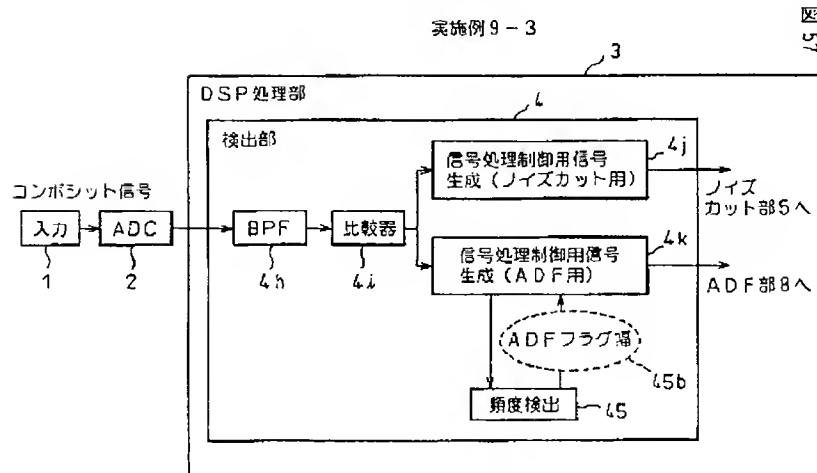 実施例9-3
図57
3
DSP処理部
4
検出部
コンポジット信号
入力
1
ADC
2
BPF
4h
比較器
4i
信号処理制御用信号
生成(ノイズカット用)
4j
ノイズ
カット部5へ
信号処理制御用信号
生成(ADF用)
4k
ADF部8へ
ADFフラグ幅
45b
頻度検出
45